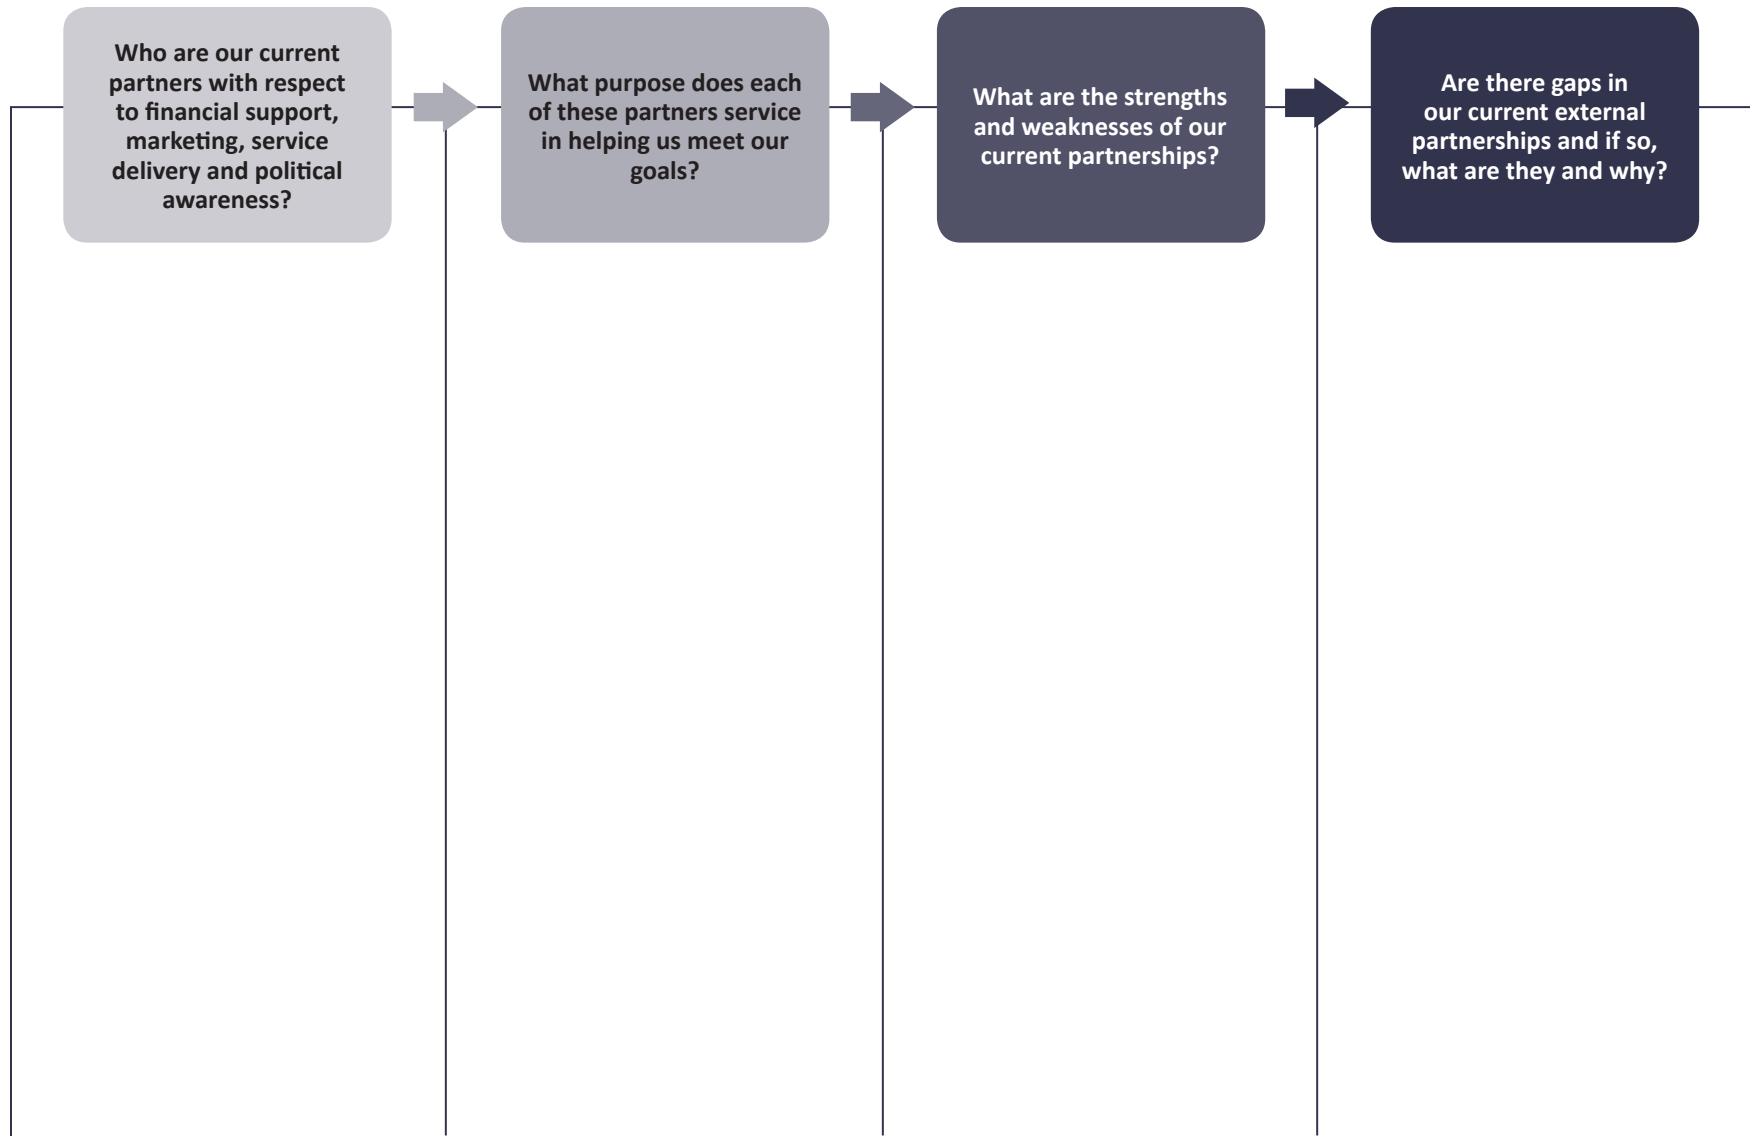 Who are our current
partners with respect
to financial support,
marketing, service
delivery and political
awareness?
What purpose does each
of these partners service
in helping us meet our
goals?
What are the strengths
and weaknesses of our
current partnerships?
Are there gaps in
our current external
partnerships and if so,
what are they and why?